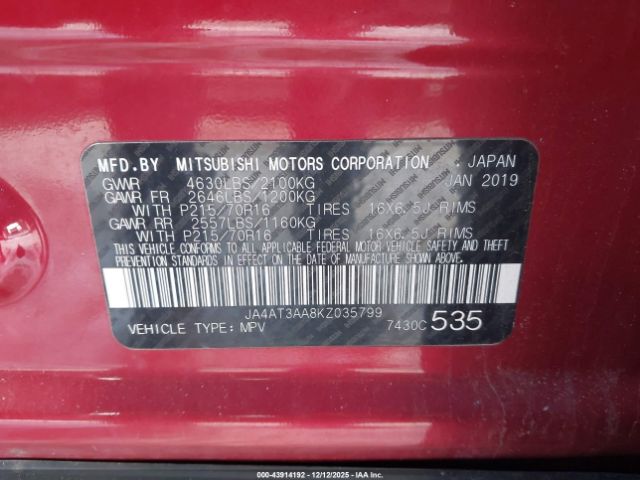 MFD.BY MITSUBISHI MOTORS CORPORATION JAPAN
GVWR 4630LBS/2100KG JAN 2019
GAWR FR 2646LBS/1200KG
WITH P215/70R16 TIRES 16X6.5J RIMS
GAWR RR 2557LBS/1160KG
WITH P215/70R16 TIRES 16X6.5J RIMS
THIS VEHICLE CONFORMS TO ALL APPLICABLE FEDERAL MOTOR VEHICLE SAFETY AND THEFT
PREVENTION STANDARDS IN EFFECT ON THE DATE OF MANUFACTURE SHOWN ABOVE.
JA4AT3AA8KZ035799
VEHICLE TYPE: MPV 7430C 535
000-43914192 - 12/12/2025 - IAA Inc.